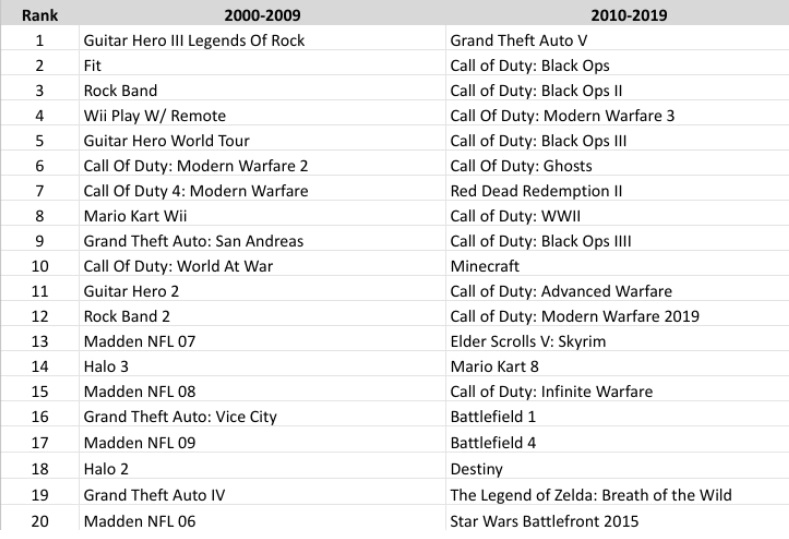 Rank 2000-2009 2010-2019
1 Guitar Hero III Legends Of Rock Grand Theft Auto V
2 Fit Call of Duty: Black Ops
3 Rock Band Call of Duty: Black Ops II
4 Wii Play W/ Remote Call Of Duty: Modern Warfare 3
5 Guitar Hero World Tour Call of Duty: Black Ops III
6 Call Of Duty: Modern Warfare 2 Call Of Duty: Ghosts
7 Call Of Duty 4: Modern Warfare Red Dead Redemption II
8 Mario Kart Wii Call of Duty: WWII
9 Grand Theft Auto: San Andreas Call of Duty: Black Ops IIII
10 Call Of Duty: World At War Minecraft
11 Guitar Hero 2 Call of Duty: Advanced Warfare
12 Rock Band 2 Call of Duty: Modern Warfare 2019
13 Madden NFL 07 Elder Scrolls V: Skyrim
14 Halo 3 Mario Kart 8
15 Madden NFL 08 Call of Duty: Infinite Warfare
16 Grand Theft Auto: Vice City Battlefield 1
17 Madden NFL 09 Battlefield 4
18 Halo 2 Destiny
19 Grand Theft Auto IV The Legend of Zelda: Breath of the Wild
20 Madden NFL 06 Star Wars Battlefront 2015